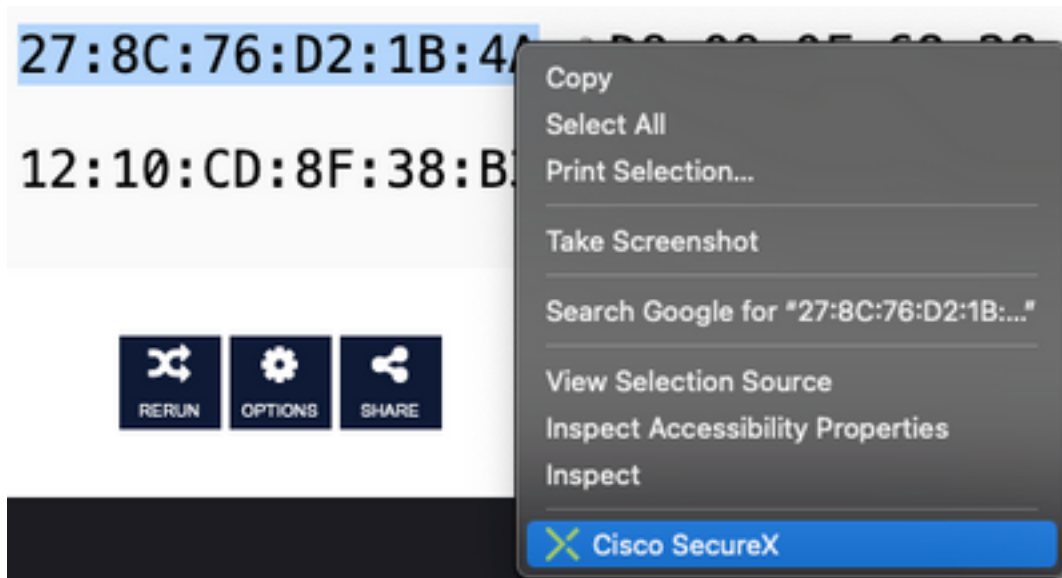 27:8C:76:D2:1B:4A
12:10:CD:8F:38:B
Copy
Select All
Print Selection...
Take Screenshot
Search Google for “27:8C:76:D2:1B:...”
View Selection Source
Inspect Accessibility Properties
Inspect
Cisco SecureX
RERUN
OPTIONS
SHARE